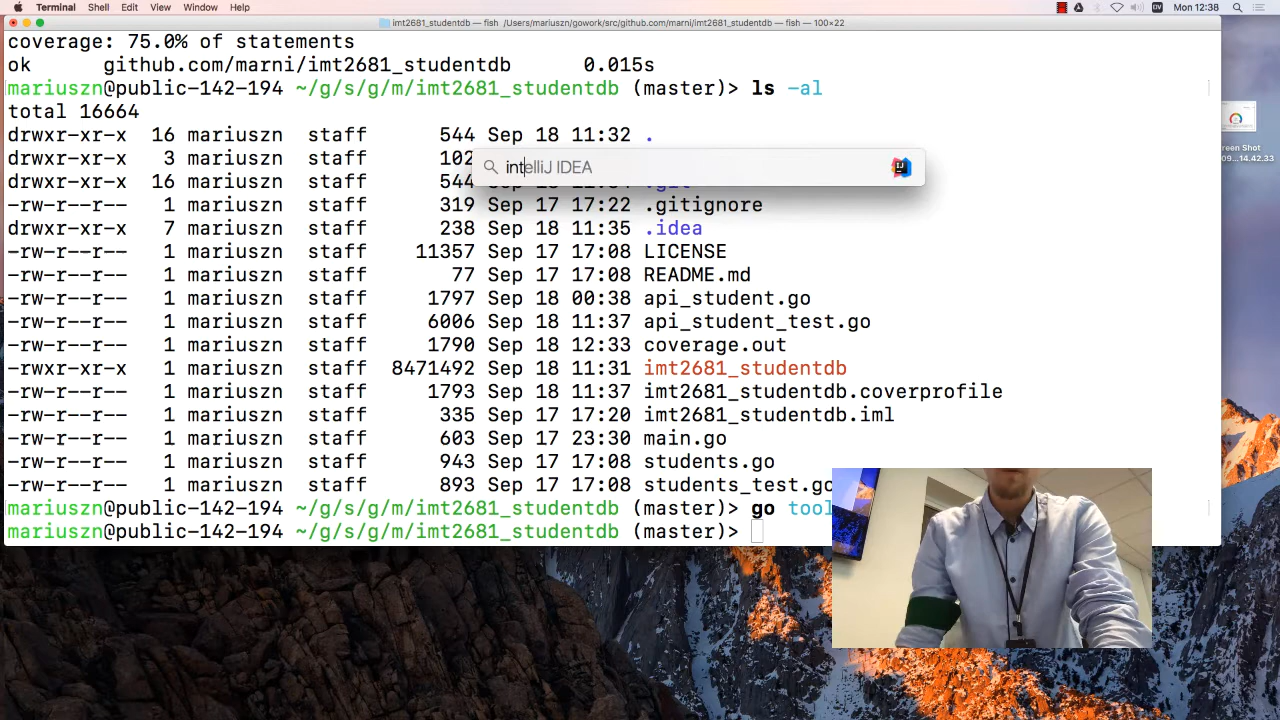 Terminal Shell Edit View Window Help DV Mon 12:38
imt2681_studentdb — fish /Users/mariuszn/gowork/src/github.com/marni/imt2681_studentdb — fish — 100×22
coverage: 75.0% of statements
ok github.com/marni/imt2681_studentdb 0.015s
mariuszn@public-142-194 ~/g/s/g/m/imt2681_studentdb (master)> ls -al
total 16664
drwxr-xr-x 16 mariuszn staff 544 Sep 18 11:32 .
drwxr-xr-x 3 mariuszn staff 102
intelliJ IDEA
drwxr-xr-x 16 mariuszn staff 544 .git
-rw-r--r-- 1 mariuszn staff 319 Sep 17 17:22 .gitignore
drwxr-xr-x 7 mariuszn staff 238 Sep 18 11:35 .idea
-rw-r--r-- 1 mariuszn staff 11357 Sep 17 17:08 LICENSE
-rw-r--r-- 1 mariuszn staff 77 Sep 17 17:08 README.md
-rw-r--r-- 1 mariuszn staff 1797 Sep 18 00:38 api_student.go
-rw-r--r-- 1 mariuszn staff 6006 Sep 18 11:37 api_student_test.go
-rw-r--r-- 1 mariuszn staff 1790 Sep 18 12:33 coverage.out
-rwxr-xr-x 1 mariuszn staff 8471492 Sep 18 11:31 imt2681_studentdb
-rw-r--r-- 1 mariuszn staff 1793 Sep 18 11:37 imt2681_studentdb.coverprofile
-rw-r--r-- 1 mariuszn staff 335 Sep 17 17:20 imt2681_studentdb.iml
-rw-r--r-- 1 mariuszn staff 603 Sep 17 23:30 main.go
-rw-r--r-- 1 mariuszn staff 943 Sep 17 17:08 students.go
-rw-r--r-- 1 mariuszn staff 893 Sep 17 17:08 students_test.go
mariuszn@public-142-194 ~/g/s/g/m/imt2681_studentdb (master)> go tool
mariuszn@public-142-194 ~/g/s/g/m/imt2681_studentdb (master)>
reen Shot
09...14.42.33